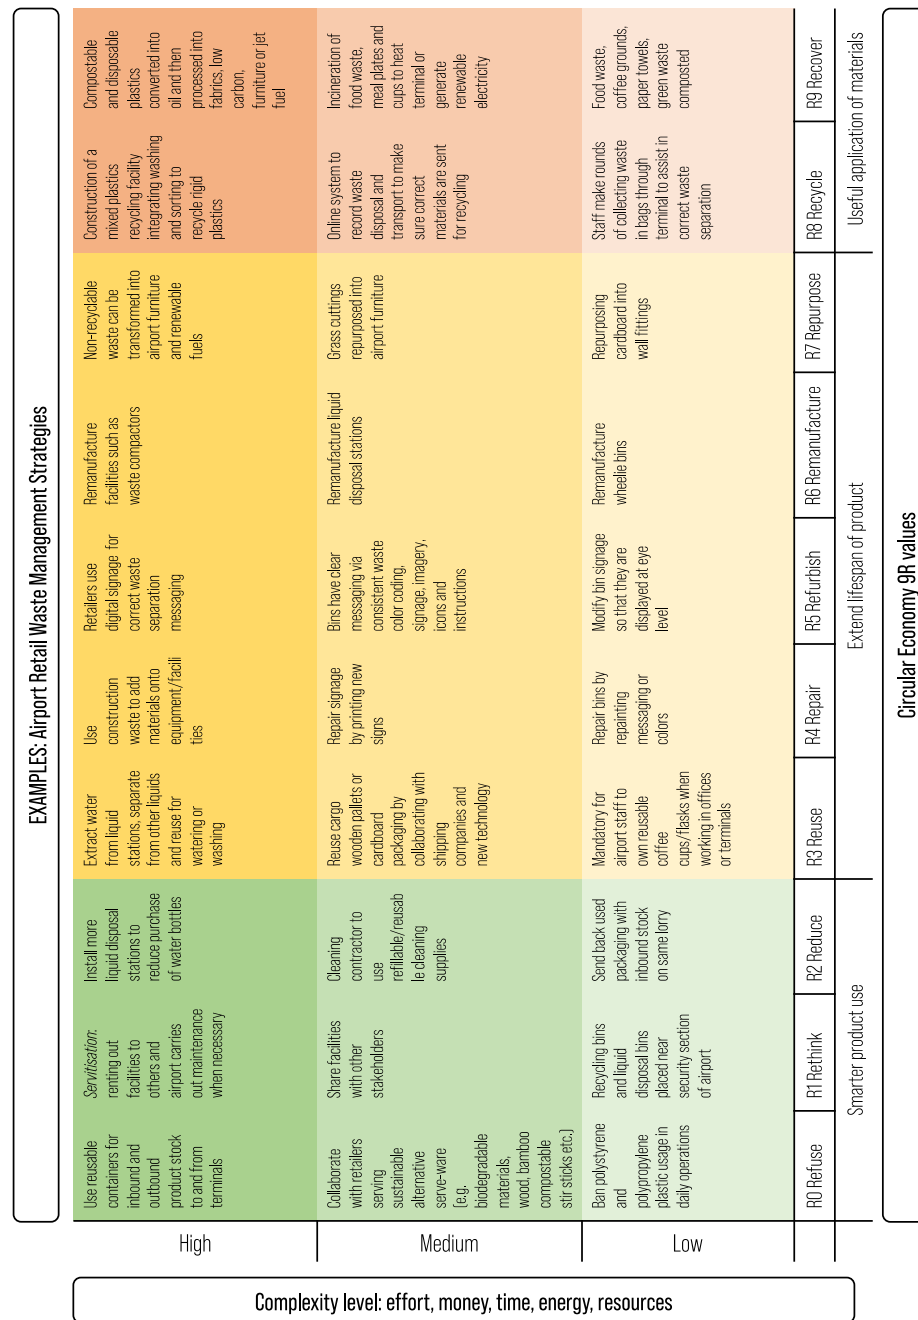 EXAMPLES: Airport Retail Waste Management Strategies
Use reusable
containers for
inbound and
outbound
product stock
to and from
terminals
Servitisation:
renting out
facilities to
others and
airport carries
out maintenance
when necessary
Install more
liquid disposal
stations to
reduce purchase
of water bottles
Extract water
from liquid
stations, separate
from other liquids
and reuse for
watering or
washing
Use
construction
waste to add
materials onto
equipment/facili
ties
Retailers use
digital signage for
correct waste
separation
messaging
Remanufacture
facilities such as
waste compactors
Non-recyclable
waste can be
transformed into
airport furniture
and renewable
fuels
Construction of a
mixed plastics
recycling facility
integrating washing
and sorting to
recycle rigid
plastics
Compostable
and disposable
plastics
converted into
oil and then
processed into
fabrics, low
carbon,
furniture or jet
fuel
Collaborate
with retailers
serving
sustainable
alternative
serve-ware
(e.g.
biodegradable
materials,
wood, bamboo
compostable
stir sticks etc.)
Share facilities
with other
stakeholders
Cleaning
contractor to
use
refillable/reusab
le cleaning
supplies
Reuse cargo
wooden pallets or
cardboard
packaging by
collaborating with
shipping
companies and
new technology
Repair signage
by printing new
signs
Bins have clear
messaging via
consistent waste
color coding,
signage, imagery,
icons and
instructions
Remanufacture liquid
disposal stations
Grass cuttings
repurposed into
airport furniture
Online system to
record waste
disposal and
transport to make
sure correct
materials are sent
for recycling
Incineration of
food waste,
meal plates and
cups to heat
terminal or
generate
renewable
electricity
Ban polystyrene
and
polypropylene
plastic usage in
daily operations
Recycling bins
and liquid
disposal bins
placed near
security section
of airport
Send back used
packaging with
inbound stock
on same lorry
Mandatory for
airport staff to
own reusable
coffee
cups/flasks when
working in offices
or terminals
Repair bins by
repainting
messaging or
colors
Modify bin signage
so that they are
displayed at eye
level
Remanufacture
wheelie bins
Repurposing
cardboard into
wall fittings
Staff make rounds
of collecting waste
in bags through
terminal to assist in
correct waste
separation
Food waste,
coffee grounds,
paper towels,
green waste
composted
R0 Refuse
R1 Rethink
R2 Reduce
R3 Reuse
R4 Repair
R5 Refurbish
R6 Remanufacture
R7 Repurpose
R8 Recycle
R9 Recover
Smarter product use
Extend lifespan of product
Useful application of materials
Circular Economy 9R values
High
Medium
Low
Complexity level: effort, money, time, energy, resources